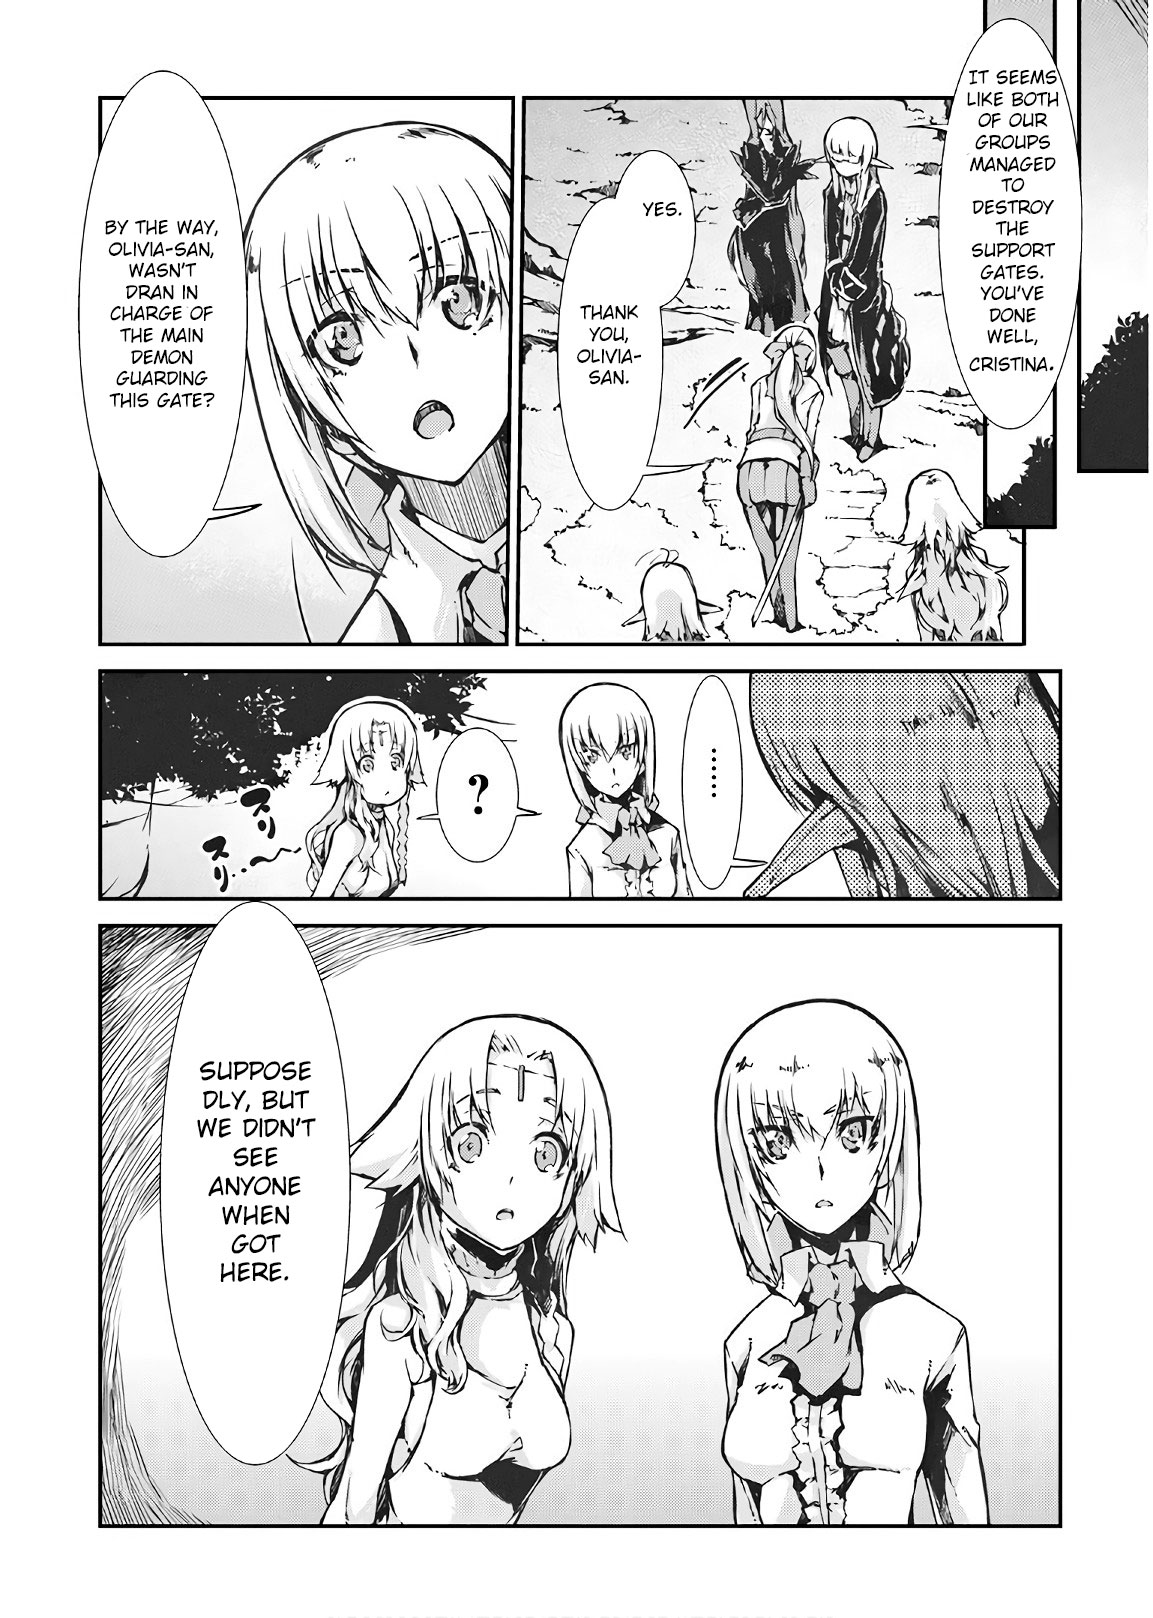 IT SEEMS
LIKE BOTH
OF OUR
GROUPS
MANAGED
TO
DESTROY
THE
SUPPORT
GATES.
YOU'VE
DONE
WELL,
CRISTINA.
YES.
THANK
YOU,
OLIVIA-
SAN.
BY THE WAY,
OLIVIA-SAN,
WASN'T
DRAN IN
CHARGE OF
THE MAIN
DEMON
GUARDING
THIS GATE?
......
?
スリ
スリ...
SUPPOSE
DLY, BUT
WE DIDN'T
SEE
ANYONE
WHEN
GOT
HERE.